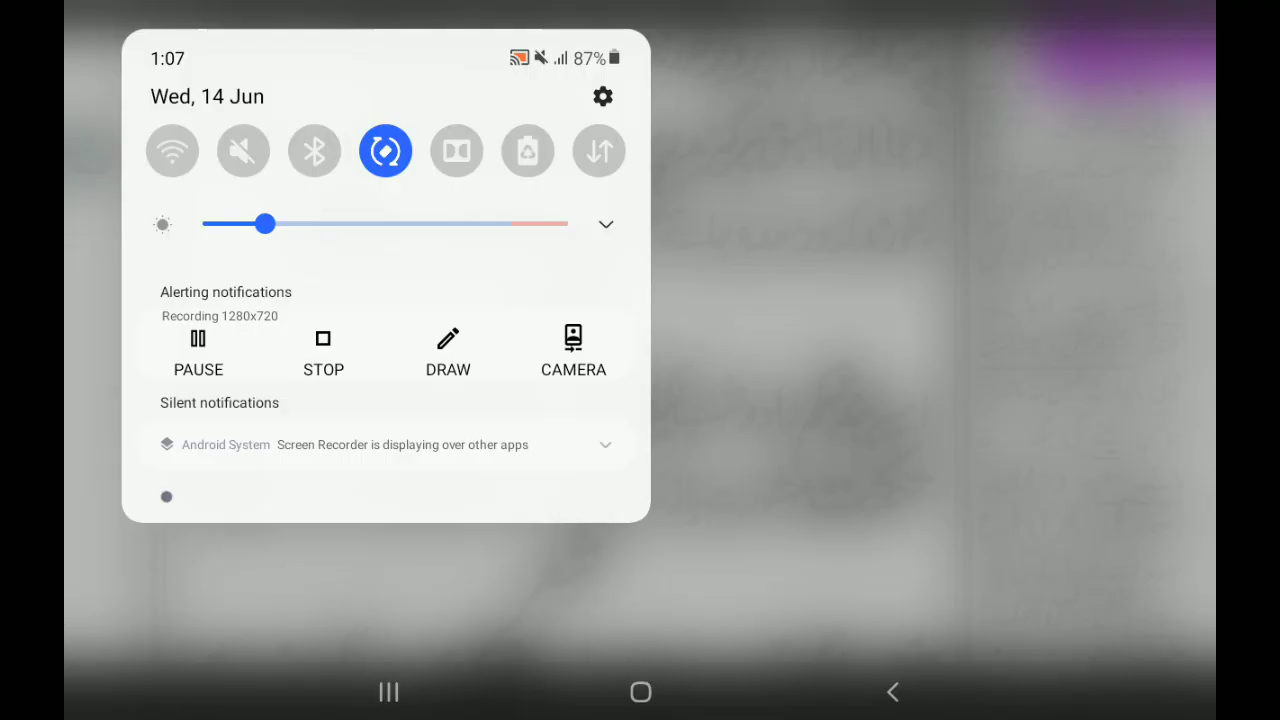 1:07 87%
Wed, 14 Jun
Alerting notifications
Recording 1280x720
PAUSE STOP DRAW CAMERA
Silent notifications
Android System Screen Recorder is displaying over other apps